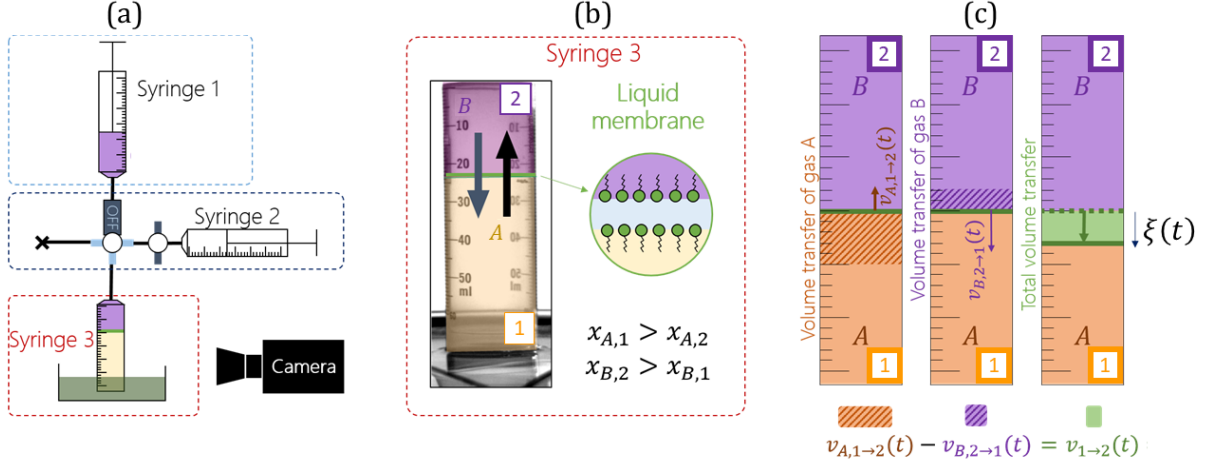 (a)
Syringe 1
OFF
Syringe 2
Syringe 3
Camera
(b)
Syringe 3
B
2
10
20
30
40
50
ml
A
1
Liquid
membrane
x_{A,1} > x_{A,2}
x_{B,2} > x_{B,1}
(c)
Volume transfer of gas A
2
B
v_{A,1→2}(t)
A
1
Volume transfer of gas B
2
B
v_{B,2→1}(t)
A
1
Total volume transfer
2
B
ξ(t)
A
1
v_{A,1→2}(t) − v_{B,2→1}(t) = v_{1→2}(t)